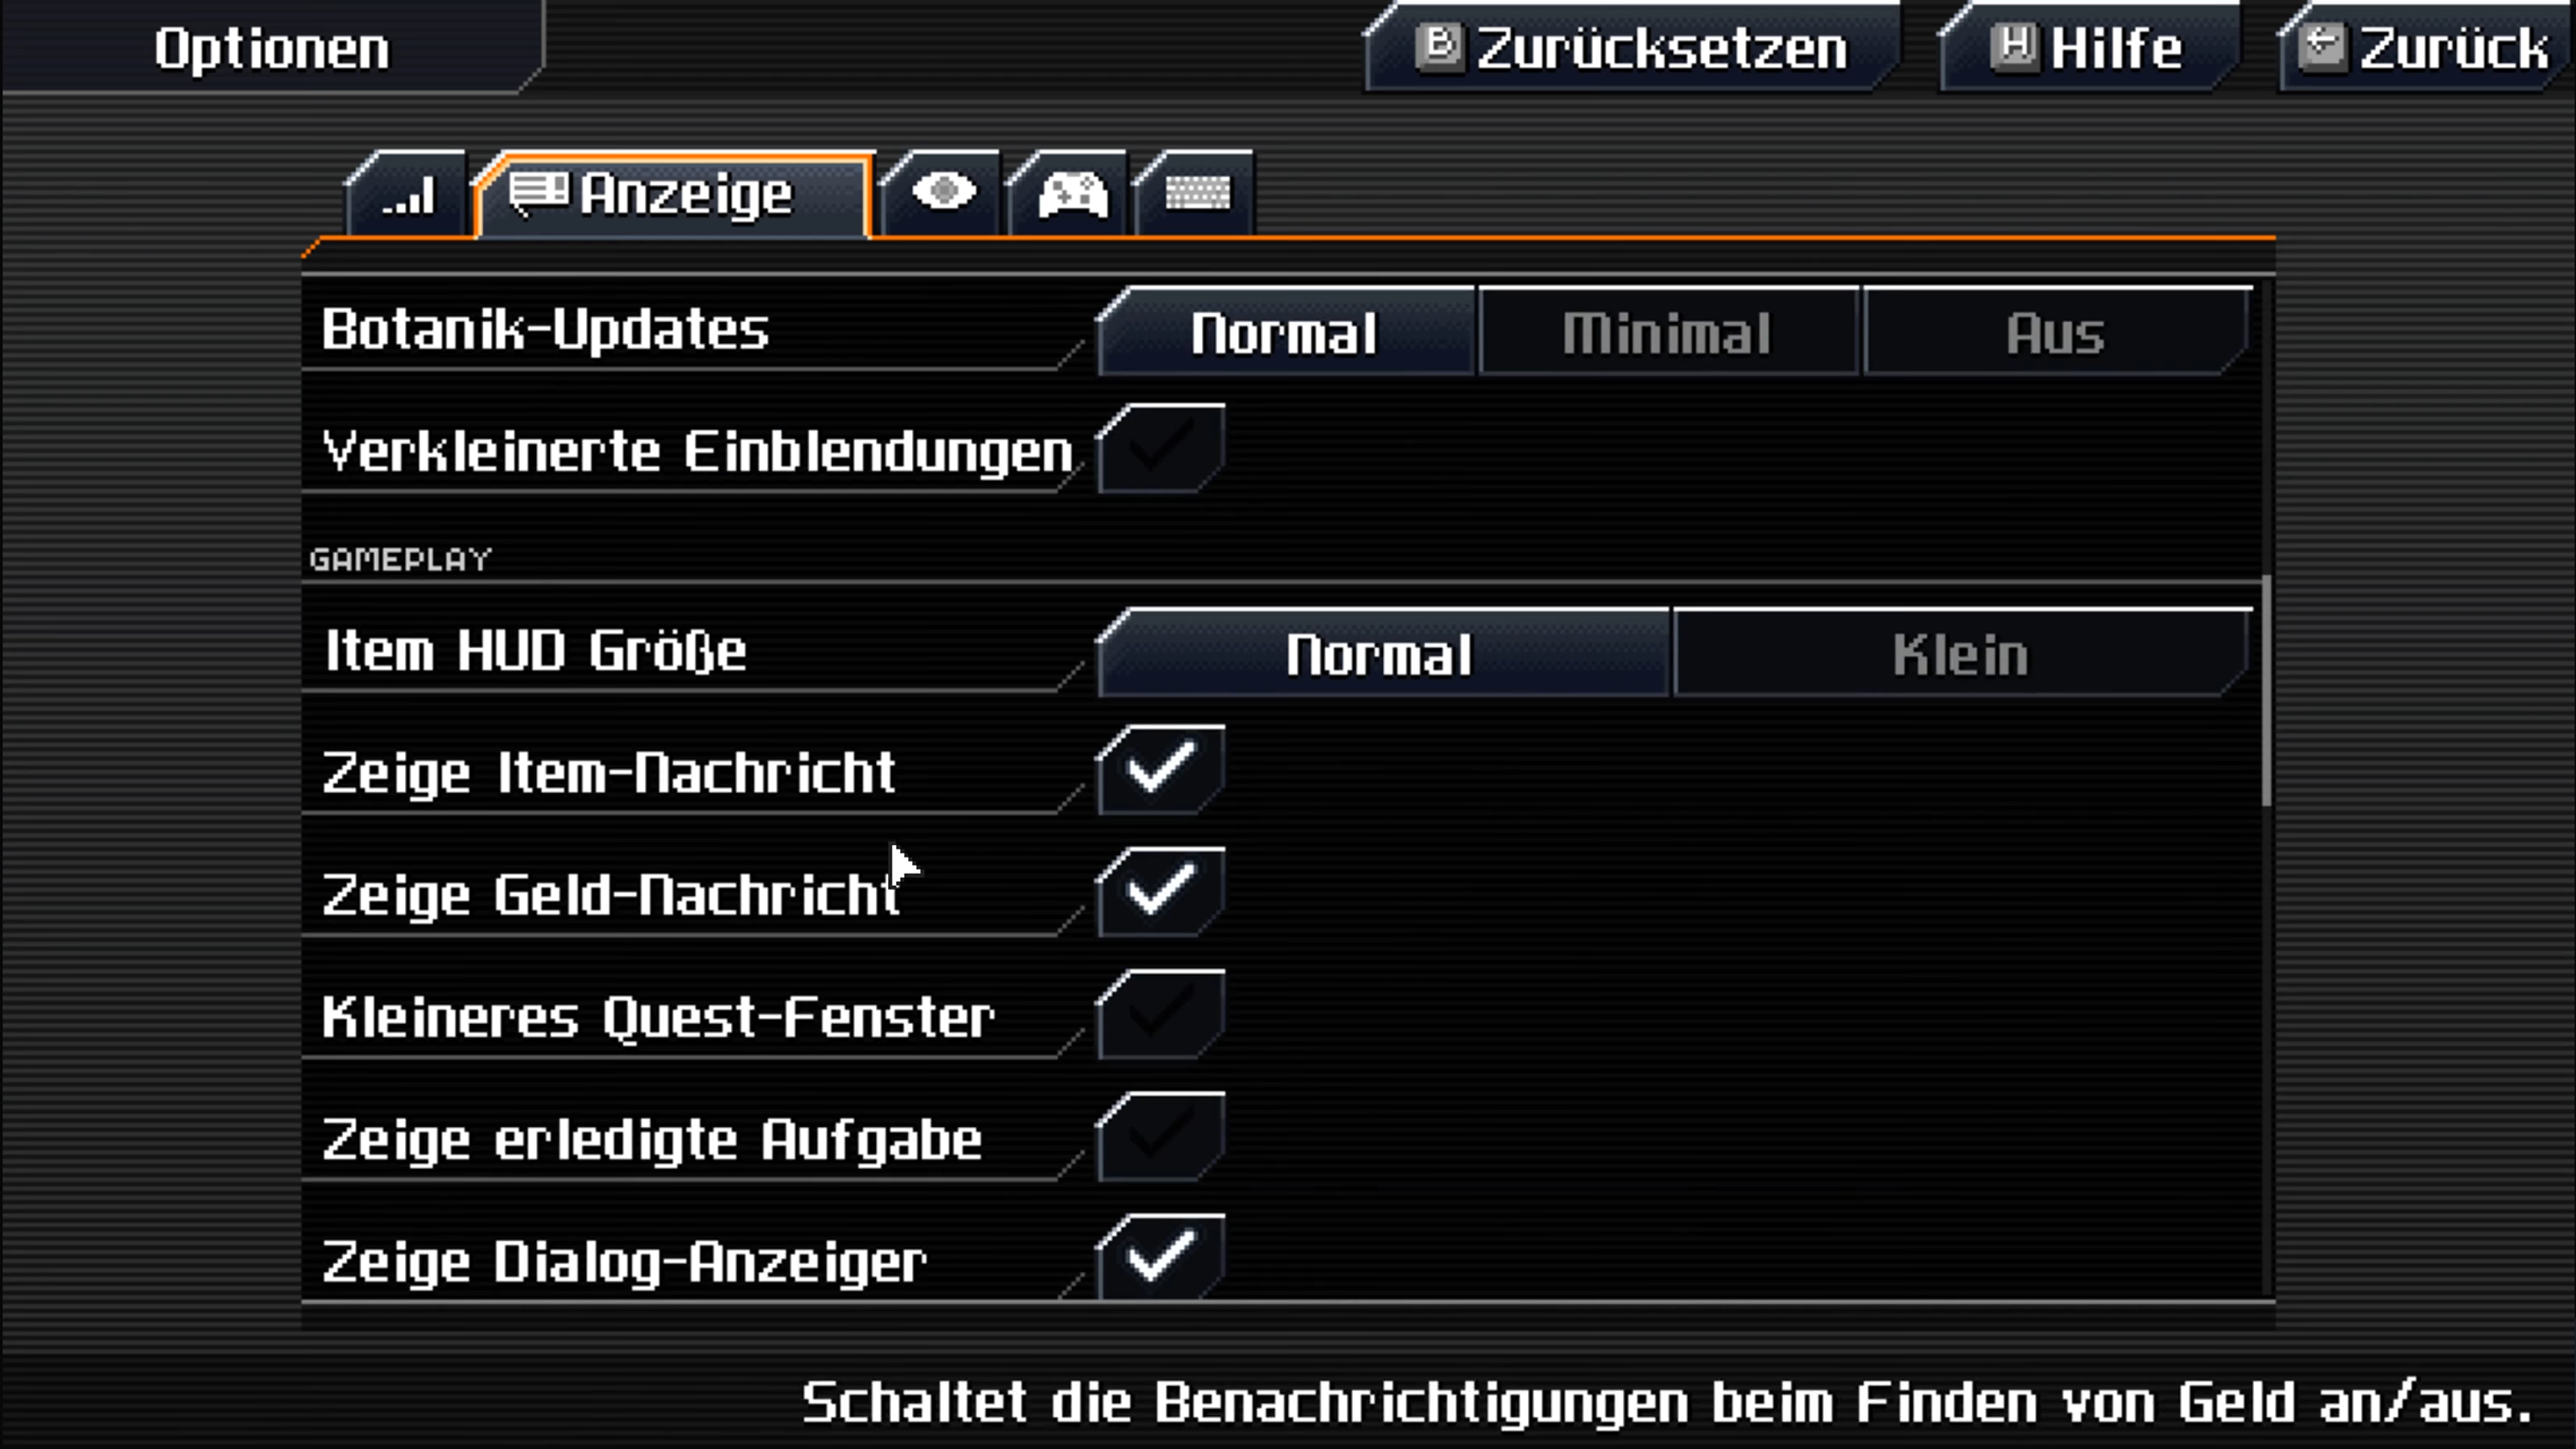 Optionen
B Zurücksetzen
H Hilfe
Zurück
Anzeige
Botanik-Updates
Normal
Minimal
Aus
Verkleinerte Einblendungen
GAMEPLAY
Item HUD Größe
Normal
Klein
Zeige Item-Nachricht
Zeige Geld-Nachricht
Kleineres Quest-Fenster
Zeige erledigte Aufgabe
Zeige Dialog-Anzeiger
Schaltet die Benachrichtigungen beim Finden von Geld an/aus.